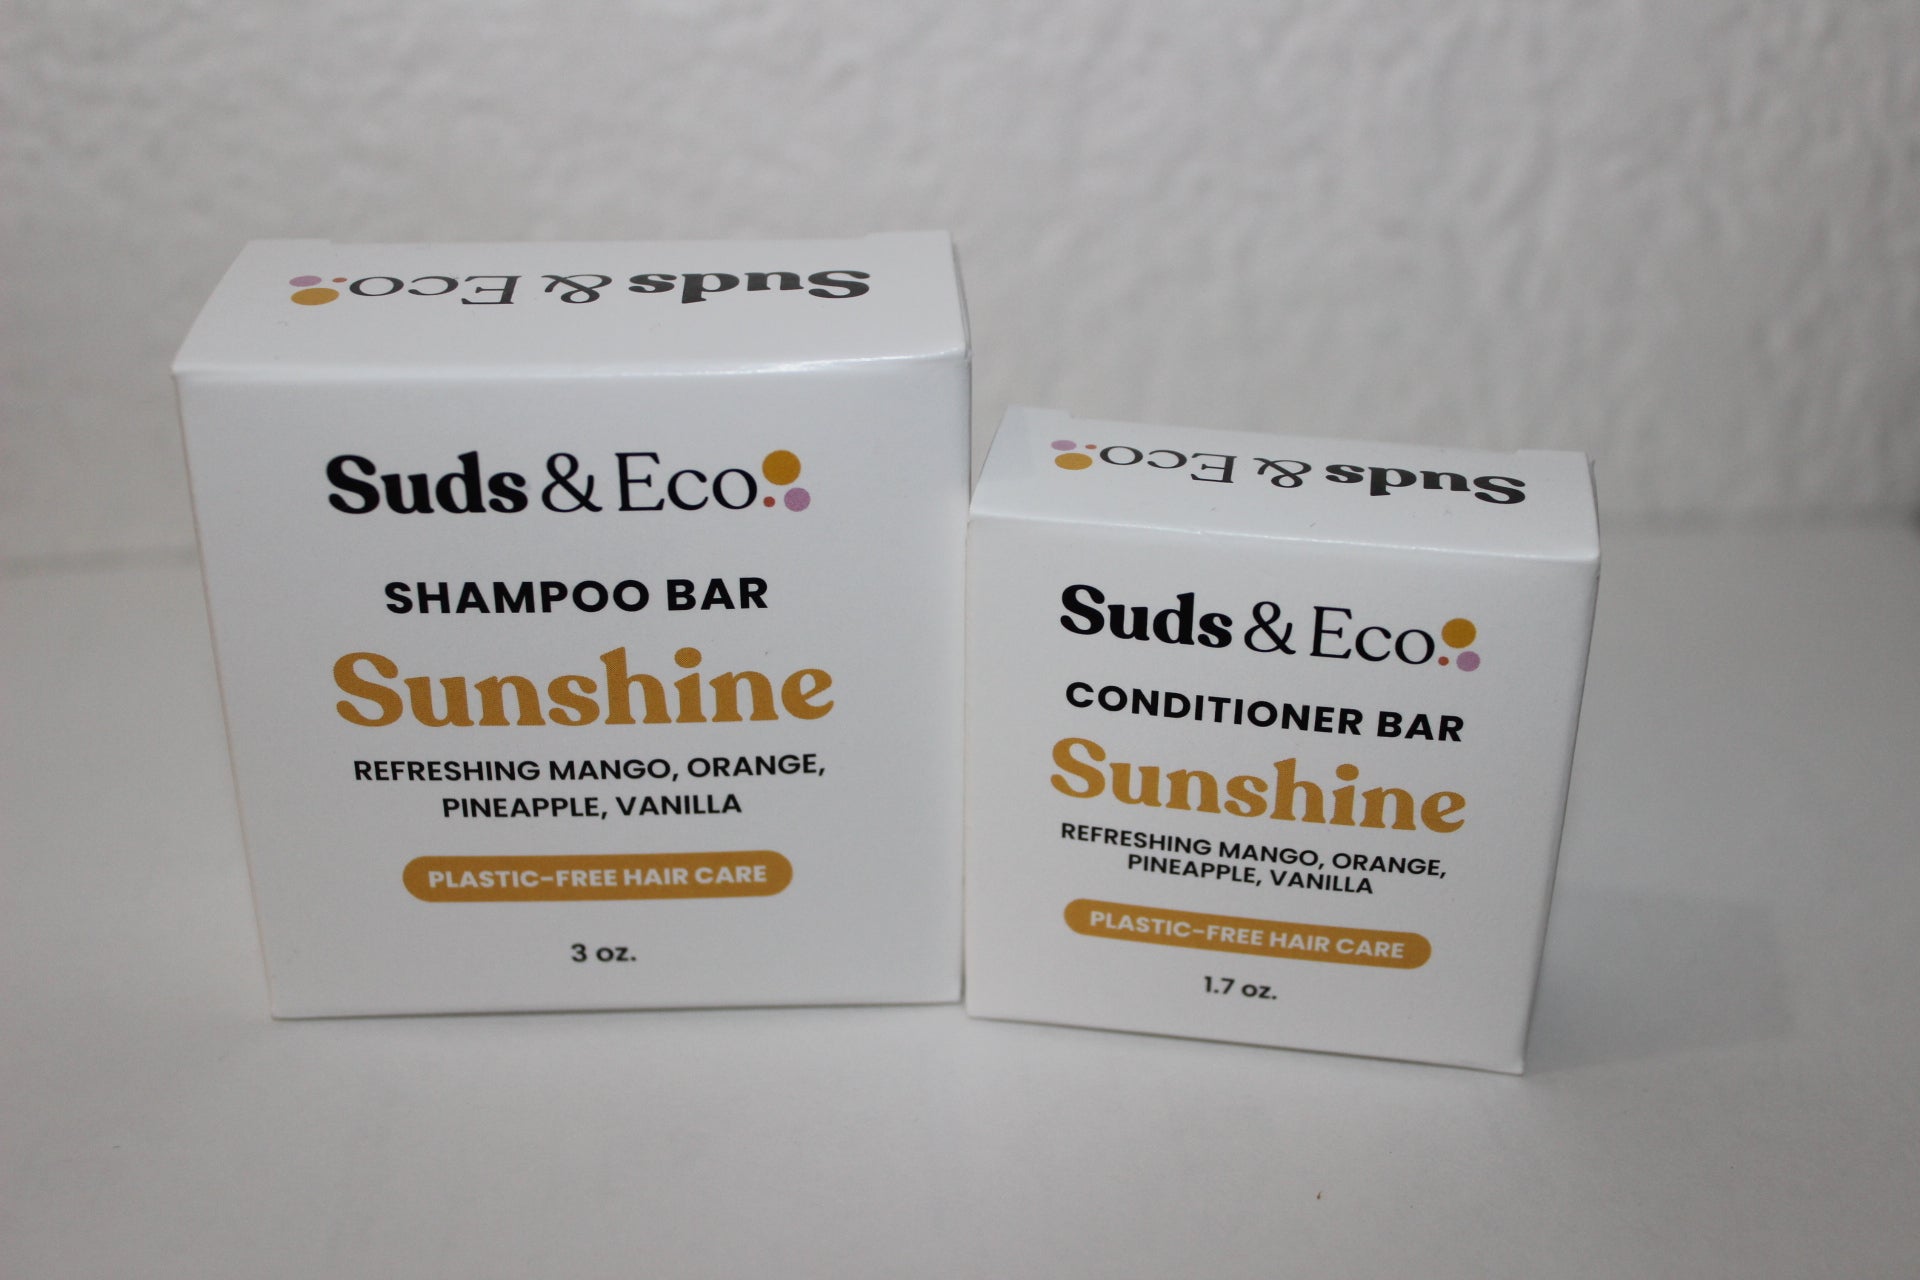 Suds & Eco
Suds & Eco
SHAMPOO BAR
Sunshine
REFRESHING MANGO, ORANGE,
PINEAPPLE, VANILLA
PLASTIC-FREE HAIR CARE
3 oz.
Suds & Eco
Suds & Eco
CONDITIONER BAR
Sunshine
REFRESHING MANGO, ORANGE,
PINEAPPLE, VANILLA
PLASTIC-FREE HAIR CARE
1.7 oz.